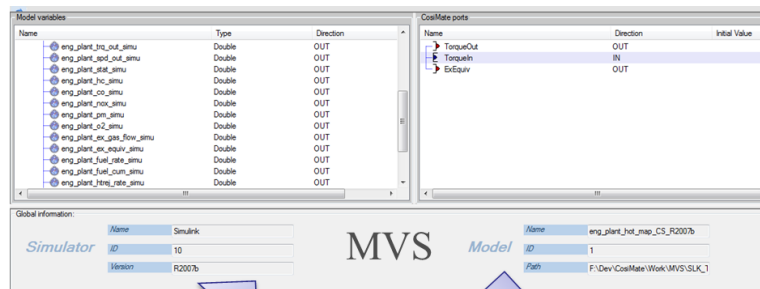 Model variables
Name Type Direction
eng_plant_trq_out_simu Double OUT
eng_plant_spd_out_simu Double OUT
eng_plant_stat_simu Double OUT
eng_plant_hc_simu Double OUT
eng_plant_co_simu Double OUT
eng_plant_nox_simu Double OUT
eng_plant_pm_simu Double OUT
eng_plant_o2_simu Double OUT
eng_plant_ex_gas_flow_simu Double OUT
eng_plant_ex_equiv_simu Double OUT
eng_plant_fuel_rate_simu Double OUT
eng_plant_fuel_cum_simu Double OUT
eng_plant_htrej_rate_simu Double OUT
CosiMate ports
Name Direction Initial Value
TorqueOut OUT
TorqueIn IN
ExEquiv OUT
Global information:
Simulator
Name Simulink
ID 10
Version R2007b
MVS
Model
Name eng_plant_hot_map_CS_R2007b
ID 1
Path F:\Dev\CosiMate\Work\MVS\SLK_T